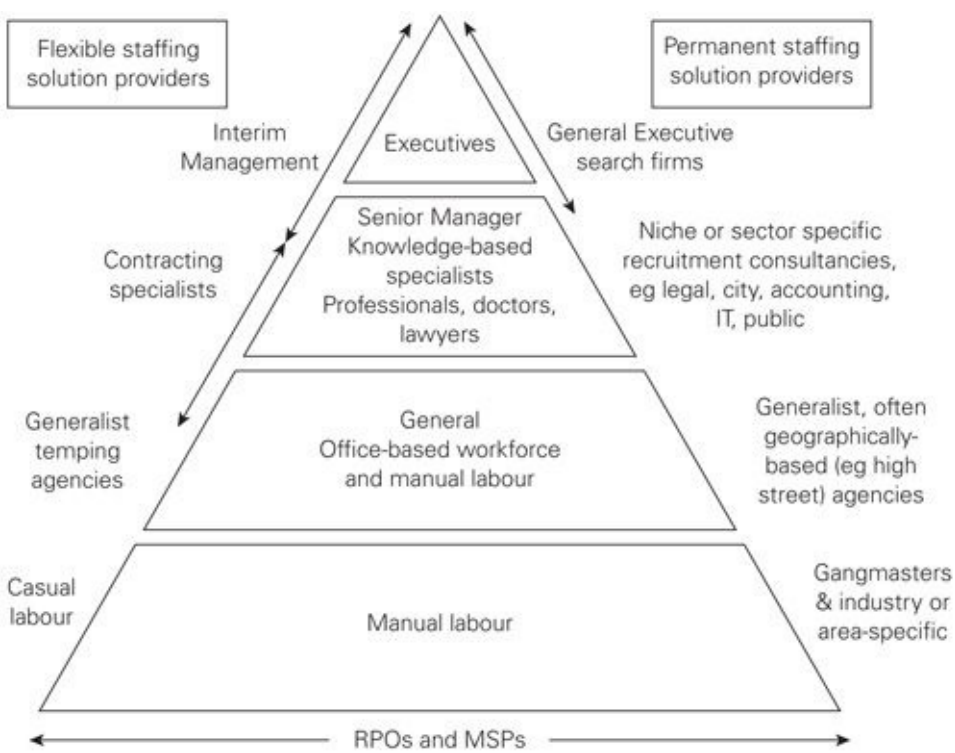 Flexible staffing
solution providers
Permanent staffing
solution providers
Interim
Management
Executives
General Executive
search firms
Contracting
specialists
Senior Manager
Knowledge-based
specialists
Professionals, doctors,
lawyers
Niche or sector specific
recruitment consultancies,
eg legal, city, accounting,
IT, public
Generalist
temping
agencies
General
Office-based workforce
and manual labour
Generalist, often
geographically-
based (eg high
street) agencies
Casual
labour
Manual labour
Gangmasters
& industry or
area-specific
RPOs and MSPs